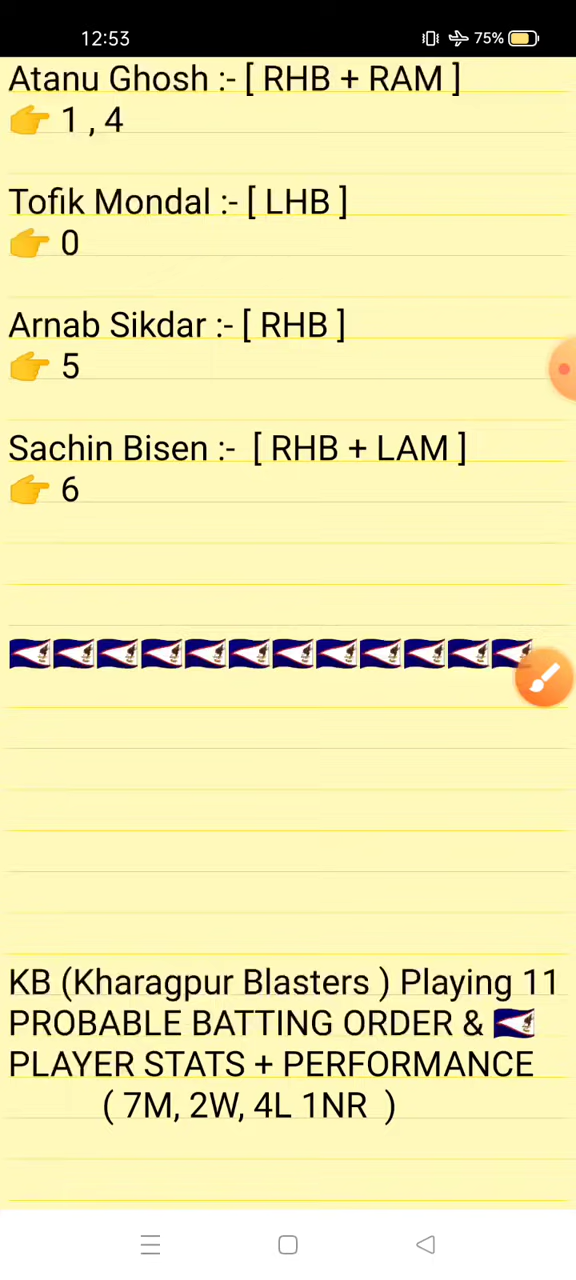 12:53
75%
Atanu Ghosh :- [ RHB + RAM ]
👉 1 , 4
Tofik Mondal :- [ LHB ]
👉 0
Arnab Sikdar :- [ RHB ]
👉 5
Sachin Bisen :-  [ RHB + LAM ]
👉 6
🇦🇸🇦🇸🇦🇸🇦🇸🇦🇸🇦🇸🇦🇸🇦🇸🇦🇸🇦🇸🇦🇸🇦🇸
KB (Kharagpur Blasters ) Playing 11
PROBABLE BATTING ORDER & 🇦🇸
PLAYER STATS + PERFORMANCE
( 7M, 2W, 4L 1NR  )